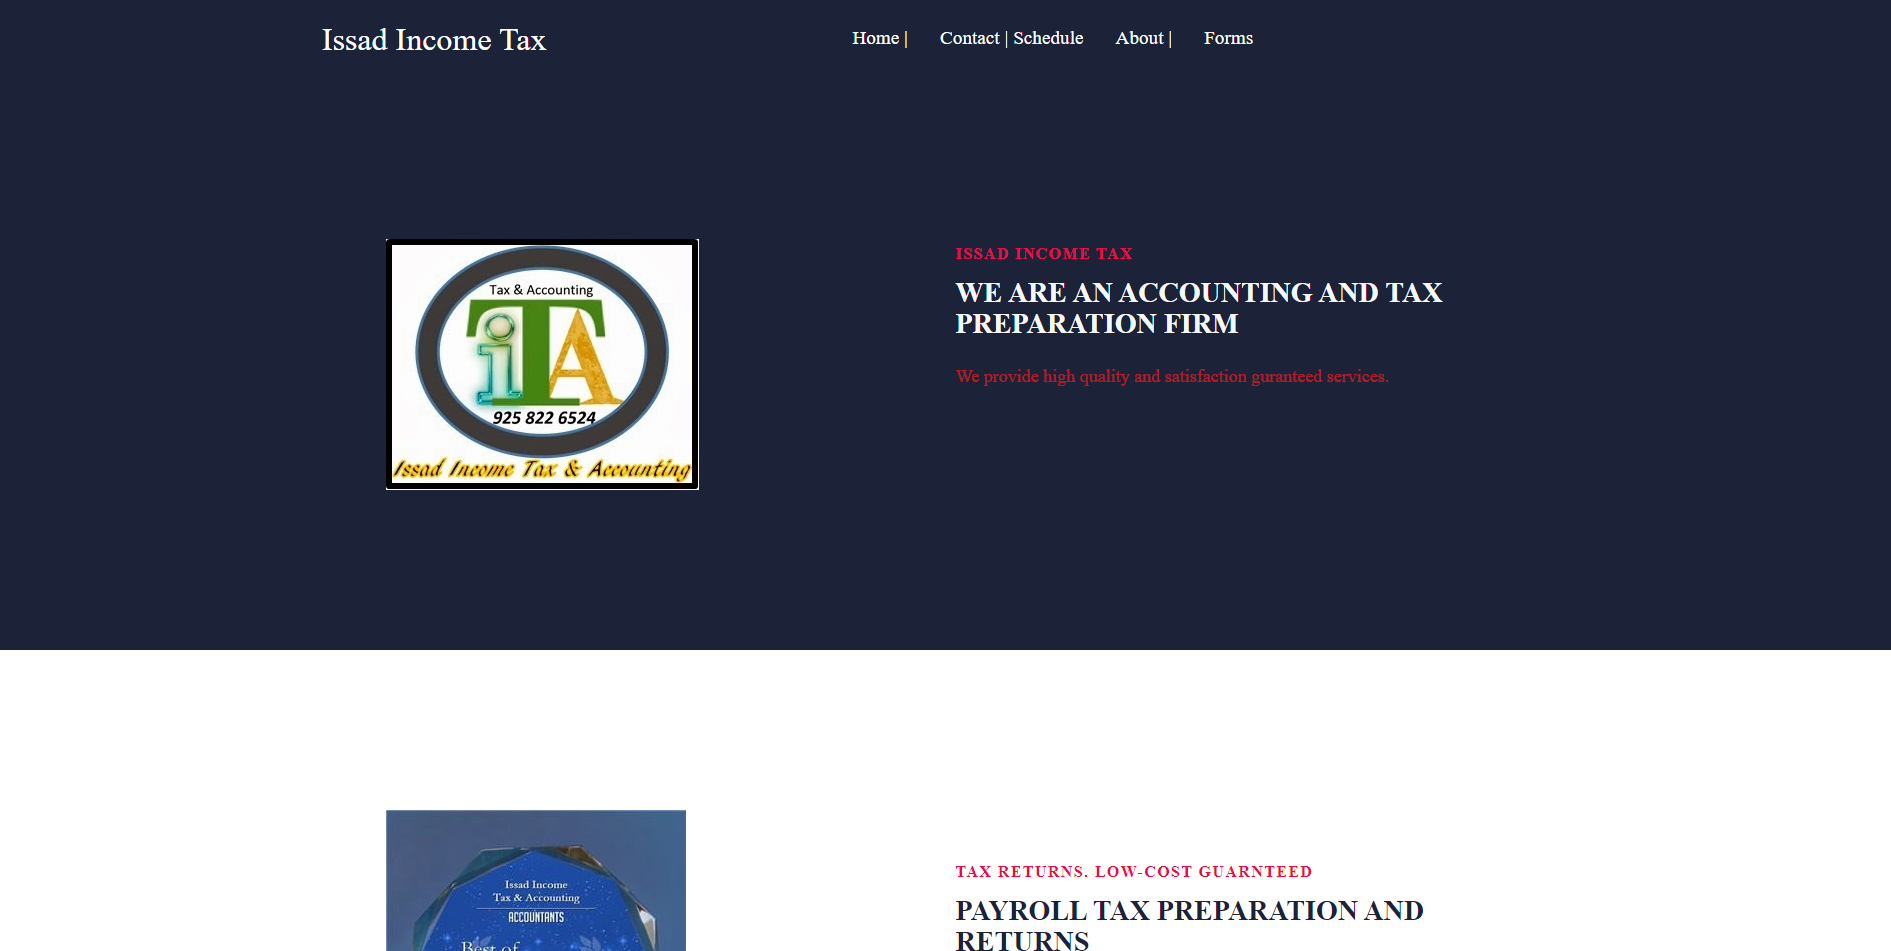 Issad Income Tax
Home |
Contact | Schedule
About |
Forms
Tax & Accounting
iTA
925 822 6524
Issad Income Tax & Accounting
ISSAD INCOME TAX
WE ARE AN ACCOUNTING AND TAX
PREPARATION FIRM
We provide high quality and satisfaction guranteed services.
Issad Income
Tax & Accounting
ACCOUNTANTS
Best of
TAX RETURNS. LOW-COST GUARNTEED
PAYROLL TAX PREPARATION AND
RETURNS